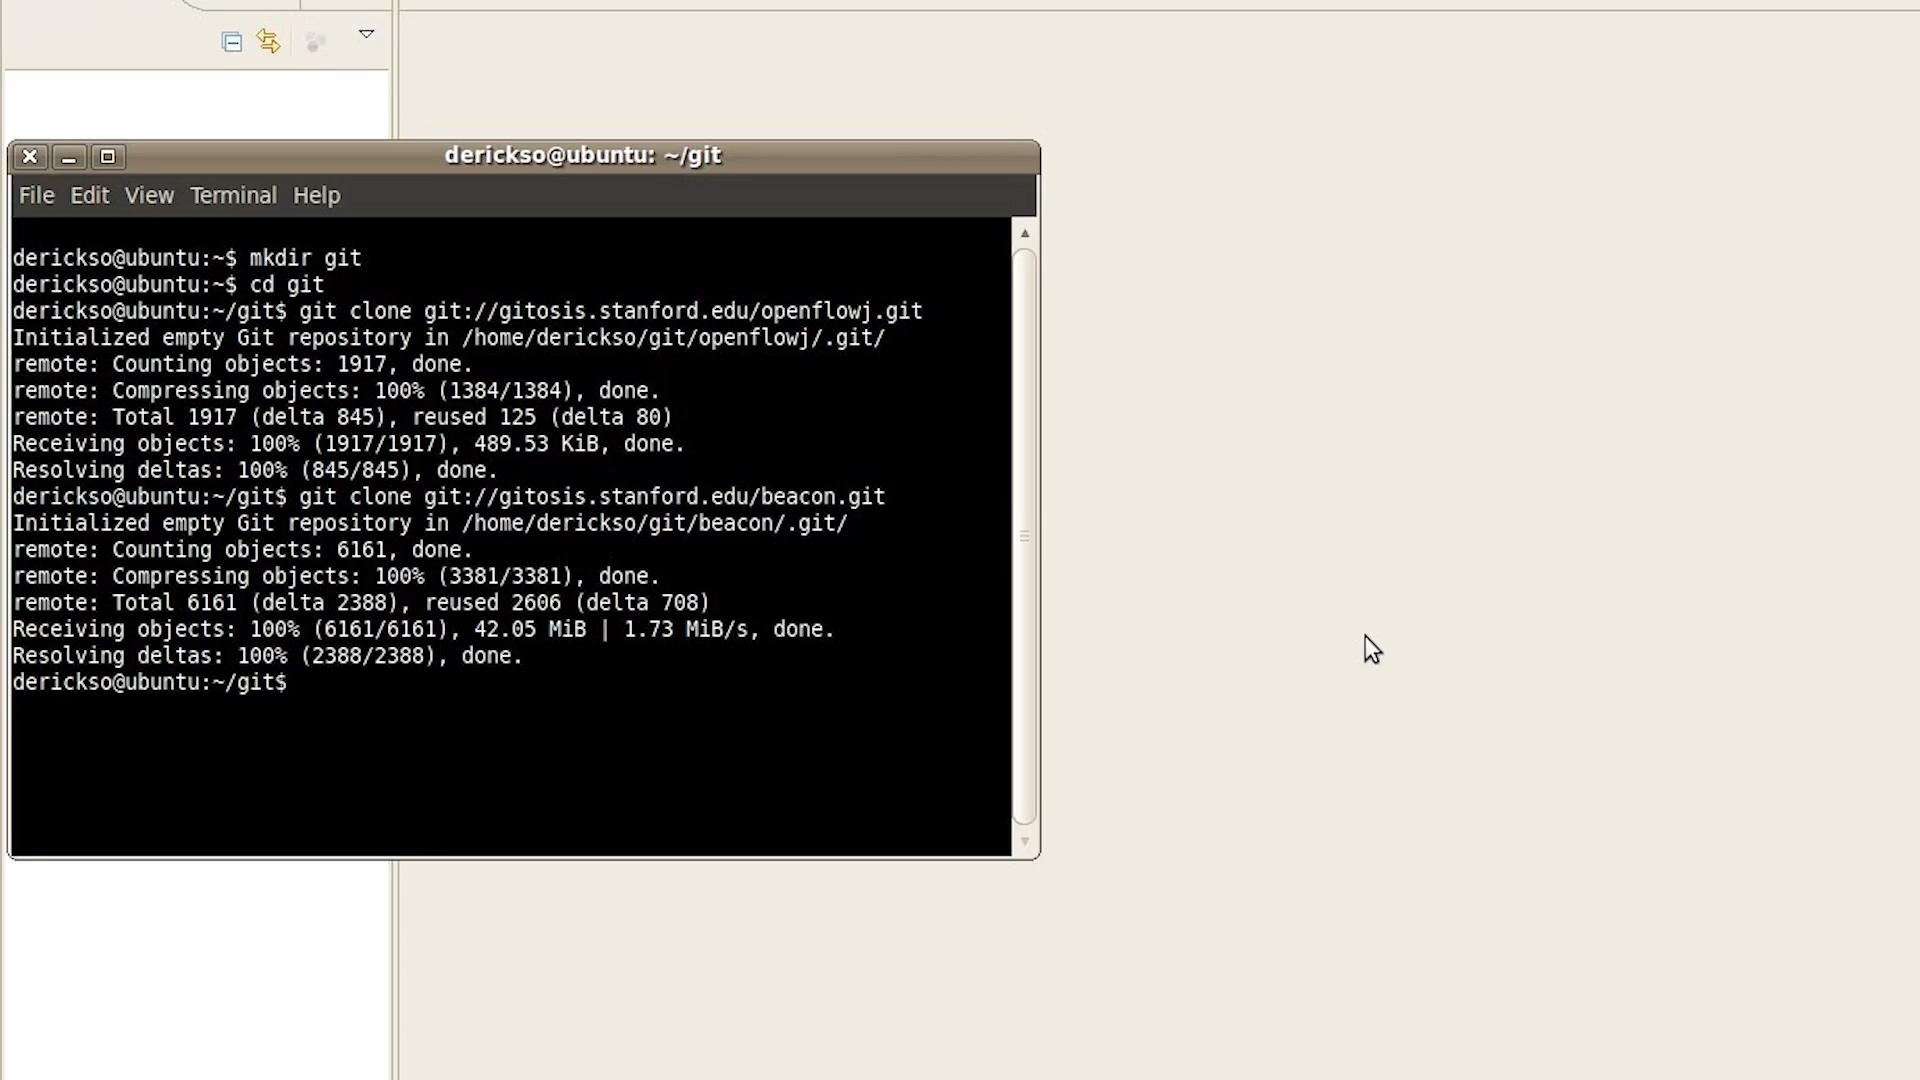 derickso@ubuntu: ~/git
File Edit View Terminal Help
derickso@ubuntu:~$ mkdir git
derickso@ubuntu:~$ cd git
derickso@ubuntu:~/git$ git clone git://gitosis.stanford.edu/openflowj.git
Initialized empty Git repository in /home/derickso/git/openflowj/.git/
remote: Counting objects: 1917, done.
remote: Compressing objects: 100% (1384/1384), done.
remote: Total 1917 (delta 845), reused 125 (delta 80)
Receiving objects: 100% (1917/1917), 489.53 KiB, done.
Resolving deltas: 100% (845/845), done.
derickso@ubuntu:~/git$ git clone git://gitosis.stanford.edu/beacon.git
Initialized empty Git repository in /home/derickso/git/beacon/.git/
remote: Counting objects: 6161, done.
remote: Compressing objects: 100% (3381/3381), done.
remote: Total 6161 (delta 2388), reused 2606 (delta 708)
Receiving objects: 100% (6161/6161), 42.05 MiB | 1.73 MiB/s, done.
Resolving deltas: 100% (2388/2388), done.
derickso@ubuntu:~/git$